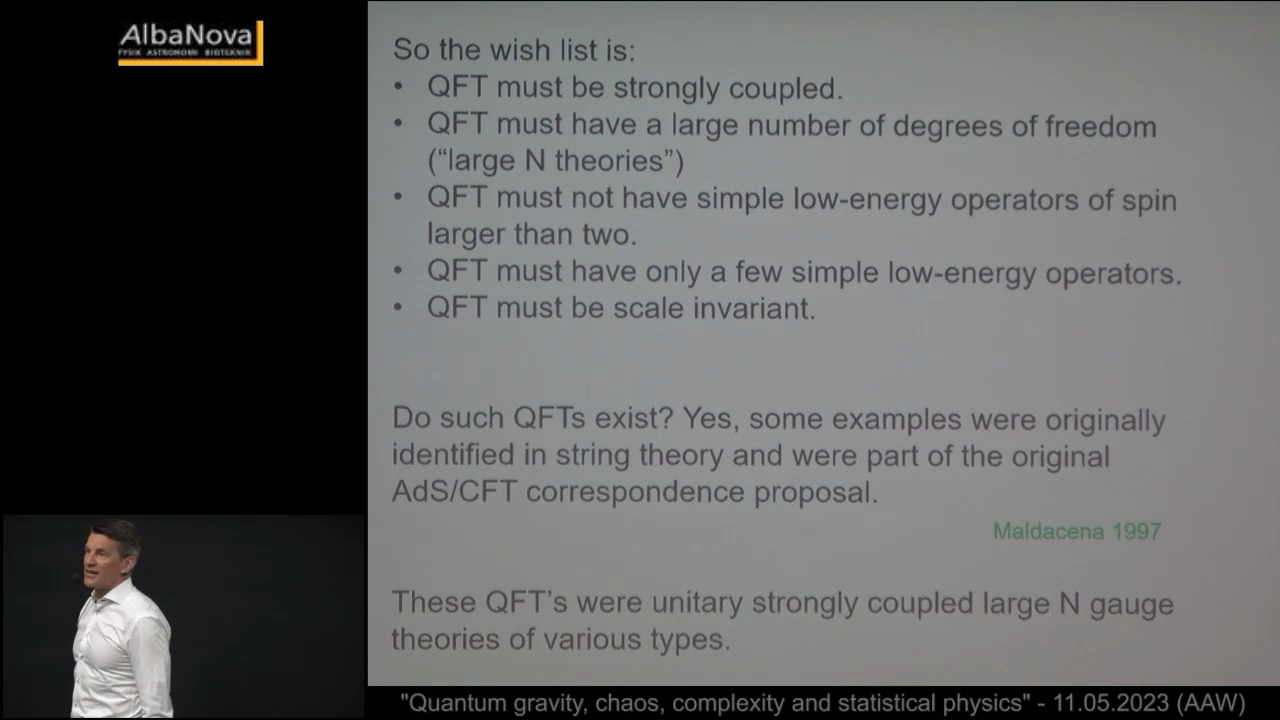 AlbaNova
FYSIK ASTRONOMI BIOTEKNIK
So the wish list is:
• QFT must be strongly coupled.
• QFT must have a large number of degrees of freedom
(“large N theories”)
• QFT must not have simple low-energy operators of spin
larger than two.
• QFT must have only a few simple low-energy operators.
• QFT must be scale invariant.
Do such QFTs exist? Yes, some examples were originally
identified in string theory and were part of the original
AdS/CFT correspondence proposal.
Maldacena 1997
These QFT’s were unitary strongly coupled large N gauge
theories of various types.
"Quantum gravity, chaos, complexity and statistical physics" - 11.05.2023 (AAW)